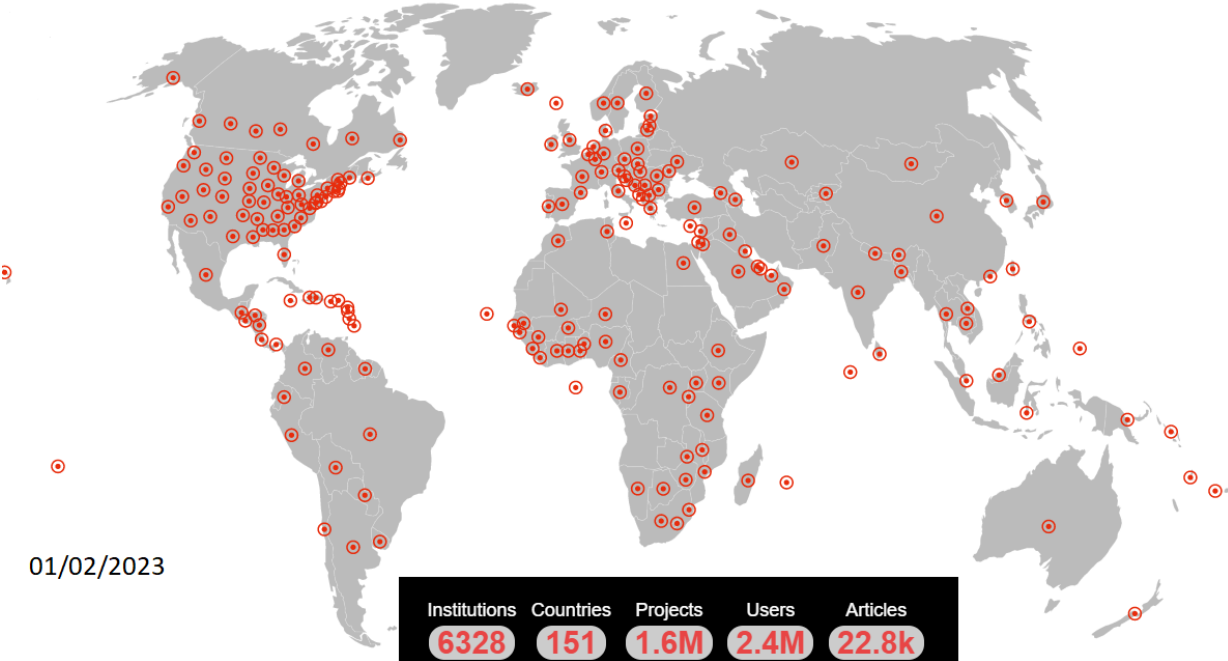 01/02/2023
Institutions Countries Projects Users Articles
6328 151 1.6M 2.4M 22.8k